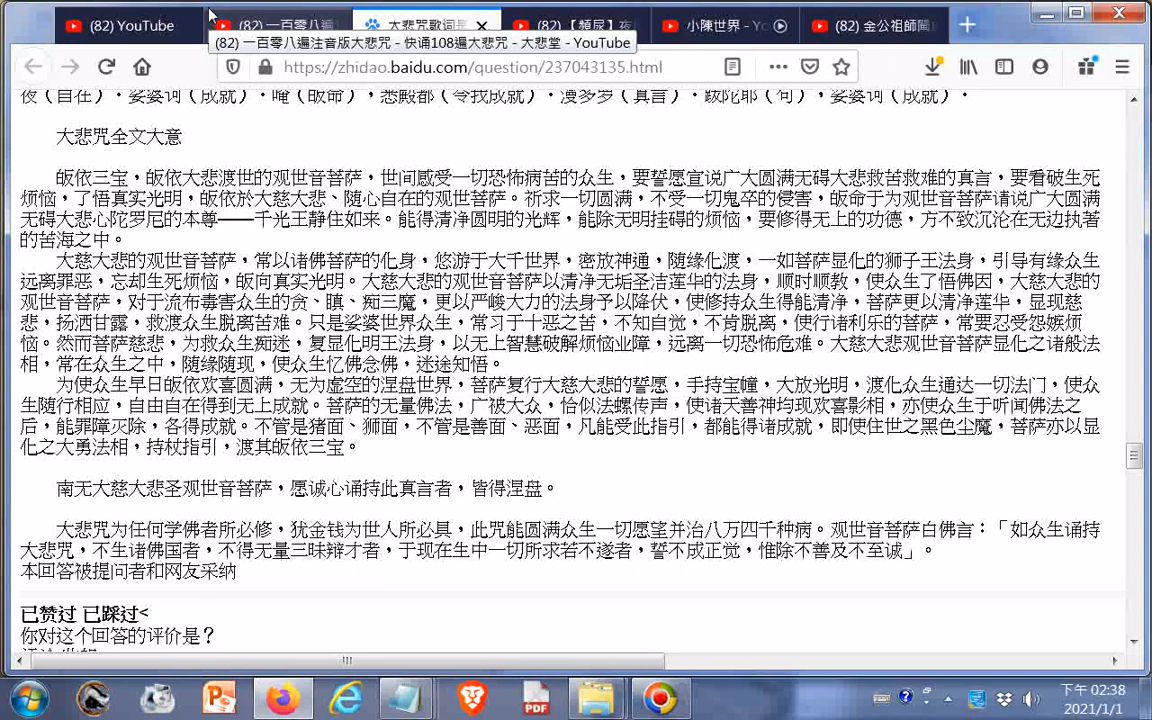 (82) YouTube
(82) 一百零八遍
大悲咒歌词是
(82) 【頻尿】夜
小陳世界 - Yo
(82) 金公祖師闖
(82) 一百零八遍注音版大悲咒 - 快诵108遍大悲咒 - 大悲堂 - YouTube
https://zhidao.baidu.com/question/237043135.html
大悲咒全文大意
皈依三宝，皈依大悲渡世的观世音菩萨，世间感受一切恐怖病苦的众生，要誓愿宣说广大圆满无碍大悲救苦救难的真言，要看破生死
烦恼，了悟真实光明，皈依於大慈大悲、随心自在的观世音菩萨。祈求一切圆满，不受一切鬼卒的侵害，皈命于为观世音菩萨请说广大圆满
无碍大悲心陀罗尼的本尊——千光王静住如来。能得清净圆明的光辉，能除无明挂碍的烦恼，要修得无上的功德，方不致沉沦在无边执著
的苦海之中。
大慈大悲的观世音菩萨，常以诸佛菩萨的化身，悠游于大千世界，密放神通，随缘化渡，一如菩萨显化的狮子王法身，引导有缘众生
远离罪恶，忘却生死烦恼，皈向真实光明。大慈大悲的观世音菩萨以清净无垢圣洁莲华的法身，顺时顺教，使众生了悟佛因，大慈大悲的
观世音菩萨，对于流布毒害众生的贪、瞋、痴三魔，更以严峻大力的法身予以降伏，使修持众生得能清净，菩萨更以清净莲华，显现慈
悲，扬洒甘露，救渡众生脱离苦难。只是娑婆世界众生，常习于十恶之苦，不知自觉，不肯脱离，使行诸利乐的菩萨，常要忍受怨嫉烦
恼。然而菩萨慈悲，为救众生痴迷，复显化明王法身，以无上智慧破解烦恼业障，远离一切恐怖危难。大慈大悲观世音菩萨显化之诸般法
相，常在众生之中，随缘随现，使众生忆佛念佛，迷途知悟。
为使众生早日皈依欢喜圆满，无为虚空的涅盘世界，菩萨复行大慈大悲的誓愿，手持宝幢，大放光明，渡化众生通达一切法门，使众
生随行相应，自由自在得到无上成就。菩萨的无量佛法，广被大众，恰似法螺传声，使诸天善神均现欢喜影相，亦使众生于听闻佛法之
后，能罪障灭除，各得成就。不管是猪面、狮面，不管是善面、恶面，凡能受此指引，都能得诸成就，即使住世之黑色尘魔，菩萨亦以显
化之大勇法相，持杖指引，渡其皈依三宝。
南无大慈大悲圣观世音菩萨，愿诚心诵持此真言者，皆得涅盘。
大悲咒为任何学佛者所必修，犹金钱为世人所必具，此咒能圆满众生一切愿望并治八万四千种病。观世音菩萨白佛言：「如众生诵持
大悲咒，不生诸佛国者，不得无量三昧辩才者，于现在生中一切所求若不遂者，誓不成正觉，惟除不善及不至诚」。
本回答被提问者和网友采纳
已赞过 已踩过<
你对这个回答的评价是？
PDF
下午 02:38
2021/1/1